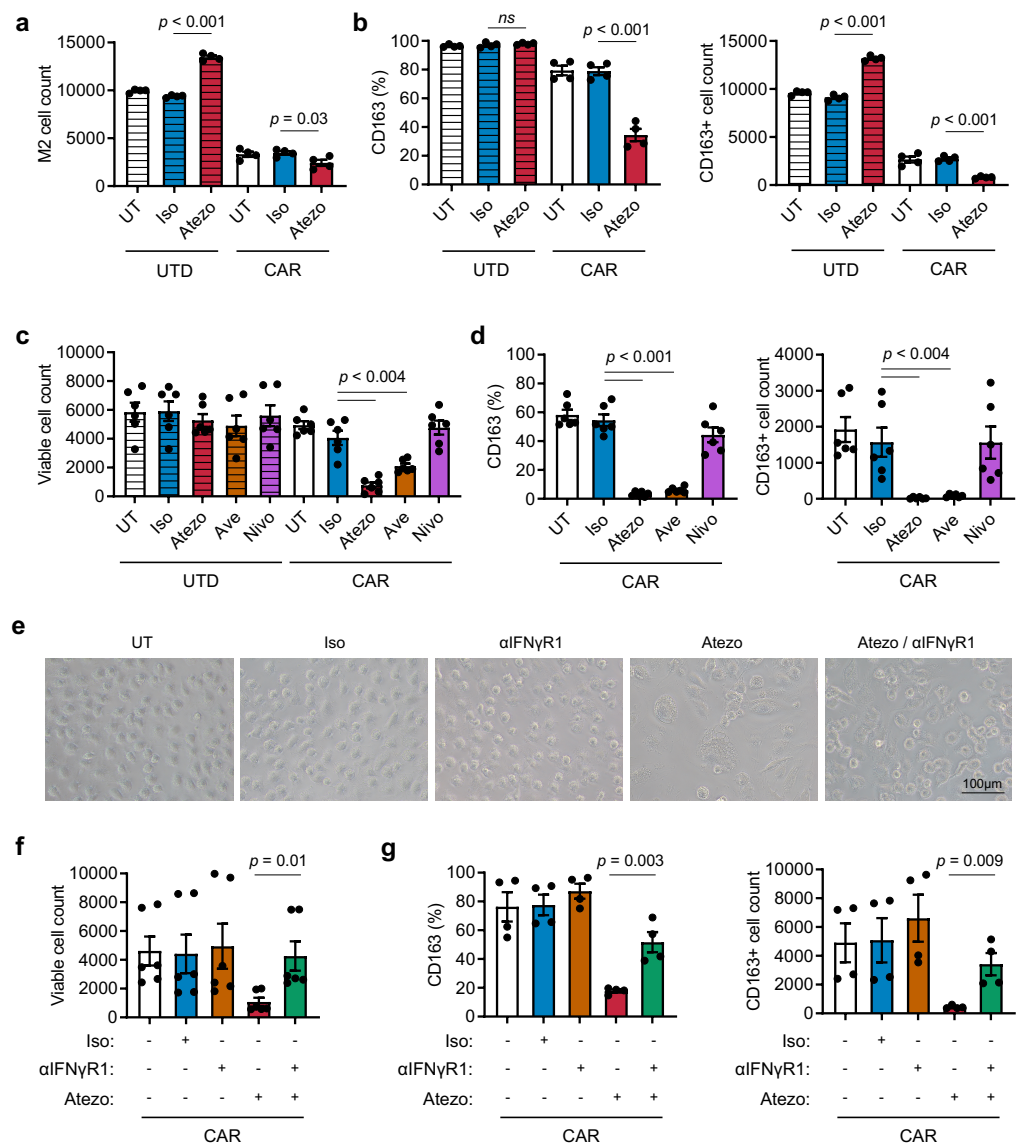 a
p < 0.001
p = 0.03
M2 cell count
15000
10000
5000
0
UT
Iso
Atezo
UT
Iso
Atezo
UTD
CAR
b
ns
p < 0.001
CD163 (%)
100
80
60
40
20
0
UT
Iso
Atezo
UT
Iso
Atezo
UTD
CAR
p < 0.001
p < 0.001
CD163+ cell count
15000
10000
5000
0
UT
Iso
Atezo
UT
Iso
Atezo
UTD
CAR
c
p < 0.004
Viable cell count
10000
8000
6000
4000
2000
0
UT
Iso
Atezo
Ave
Nivo
UT
Iso
Atezo
Ave
Nivo
UTD
CAR
d
p < 0.001
CD163 (%)
100
80
60
40
20
0
UT
Iso
Atezo
Ave
Nivo
CAR
p < 0.004
CD163+ cell count
4000
3000
2000
1000
0
UT
Iso
Atezo
Ave
Nivo
CAR
e
UT
Iso
αIFNγR1
Atezo
Atezo / αIFNγR1
100μm
f
p = 0.01
Viable cell count
10000
8000
6000
4000
2000
0
Iso: - + - - -
αIFNγR1: - - + - +
Atezo: - - - + +
CAR
g
p = 0.003
CD163 (%)
100
80
60
40
20
0
Iso: - + - - -
αIFNγR1: - - + - +
Atezo: - - - + +
CAR
p = 0.009
CD163+ cell count
10000
8000
6000
4000
2000
0
- + - - -
- - + - +
- - - + +
CAR